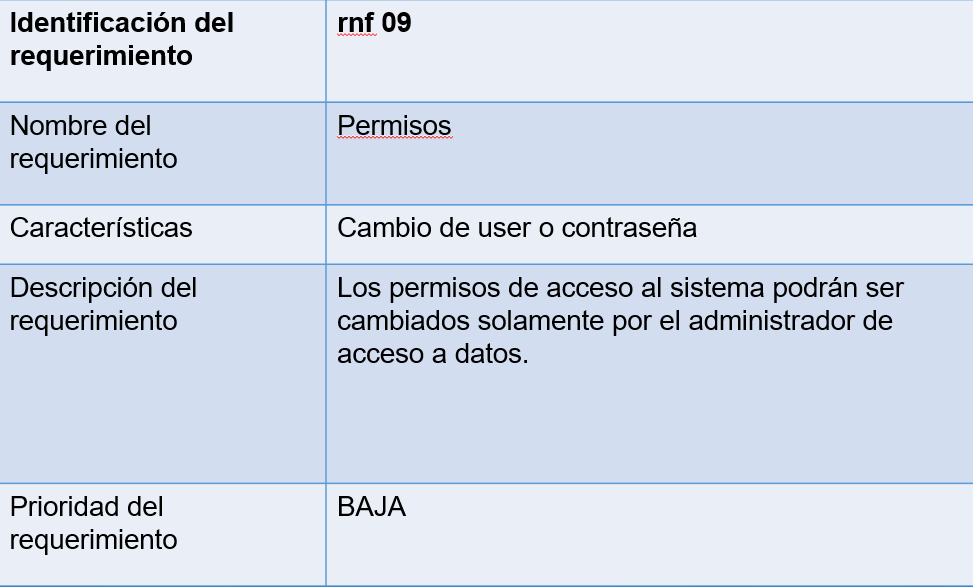 Identificación del
requerimiento
rnf 09
Nombre del
requerimiento
Permisos
Características
Cambio de user o contraseña
Descripción del
requerimiento
Los permisos de acceso al sistema podrán ser
cambiados solamente por el administrador de
acceso a datos.
Prioridad del
requerimiento
BAJA